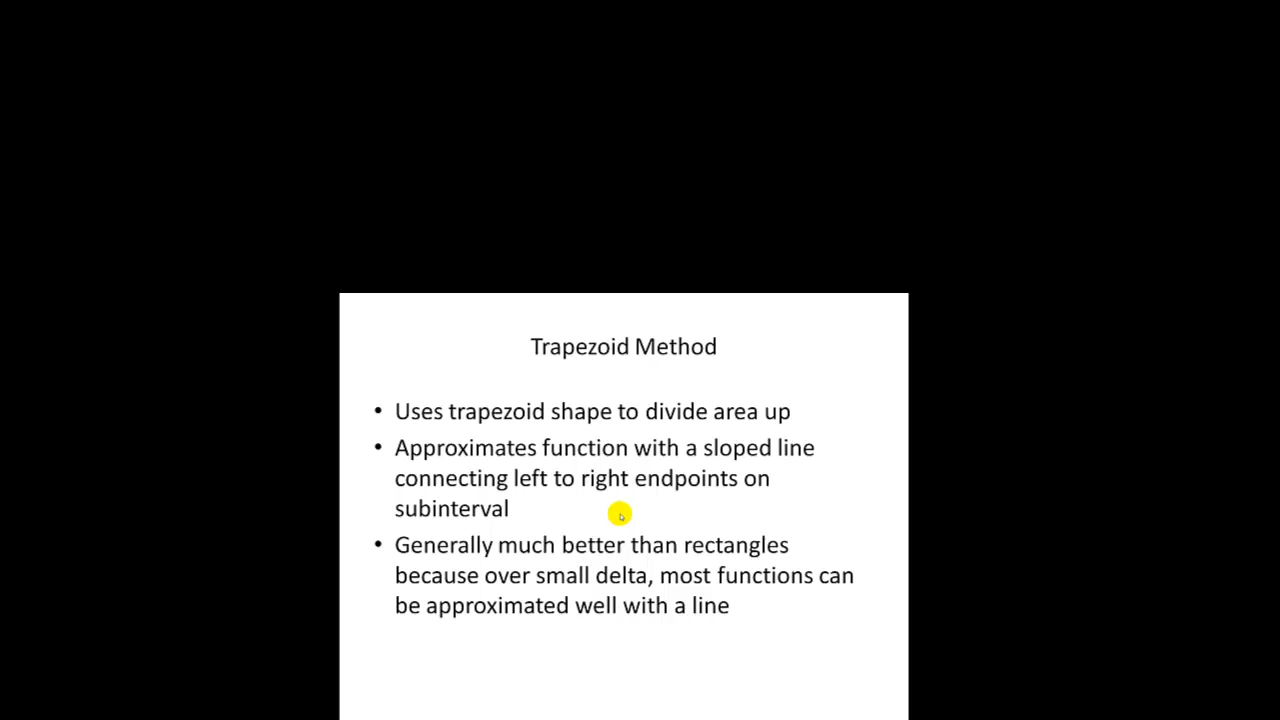 Trapezoid Method
• Uses trapezoid shape to divide area up
• Approximates function with a sloped line
connecting left to right endpoints on
subinterval
• Generally much better than rectangles
because over small delta, most functions can
be approximated well with a line